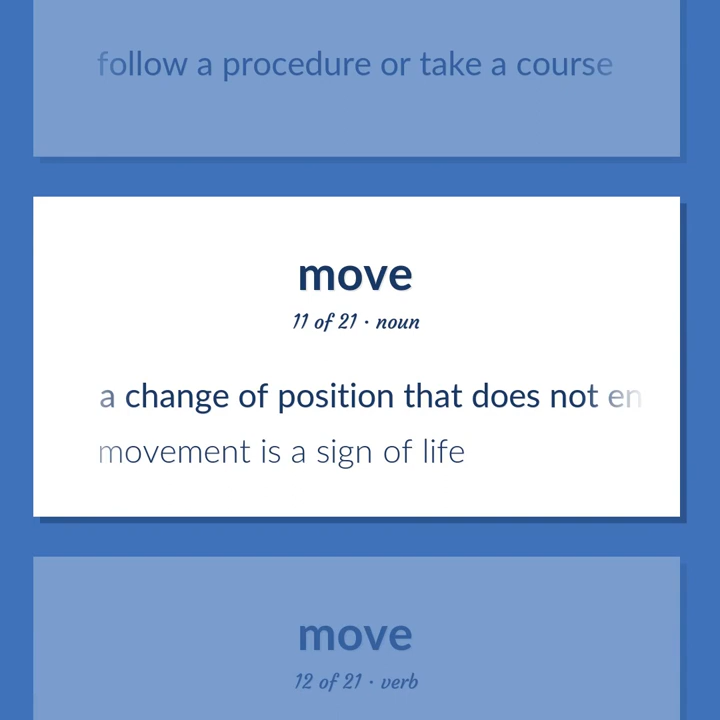 follow a procedure or take a course
move
11 of 21 · noun
a change of position that does not en
movement is a sign of life
move
12 of 21 · verb